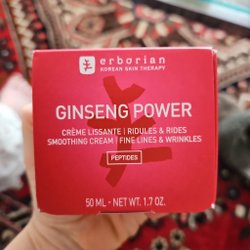 erborian
KOREAN SKIN THERAPY
GINSENG POWER
CRÈME LISSANTE | RIDULES & RIDES
SMOOTHING CREAM | FINE LINES & WRINKLES
PEPTIDES
50 ML - NET WT. 1.7 OZ.